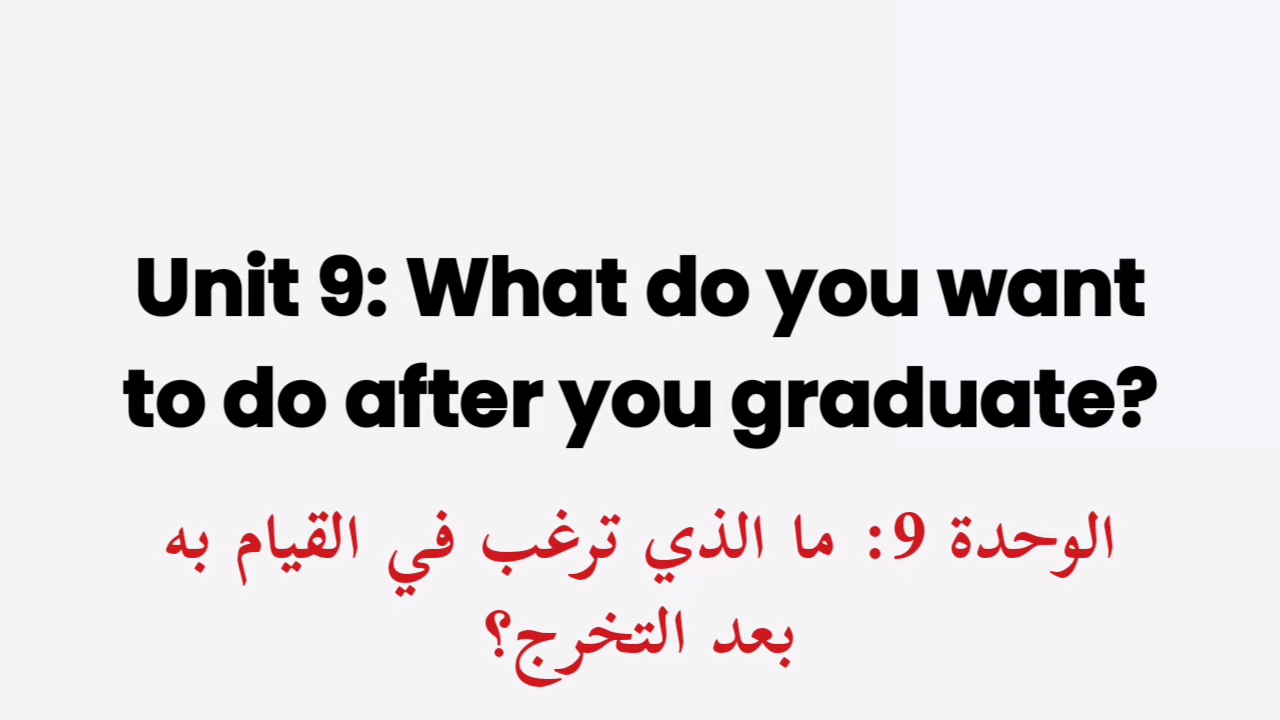 Unit 9: What do you want
to do after you graduate?
الوحدة 9: ما الذي ترغب في القيام به
بعد التخرج؟